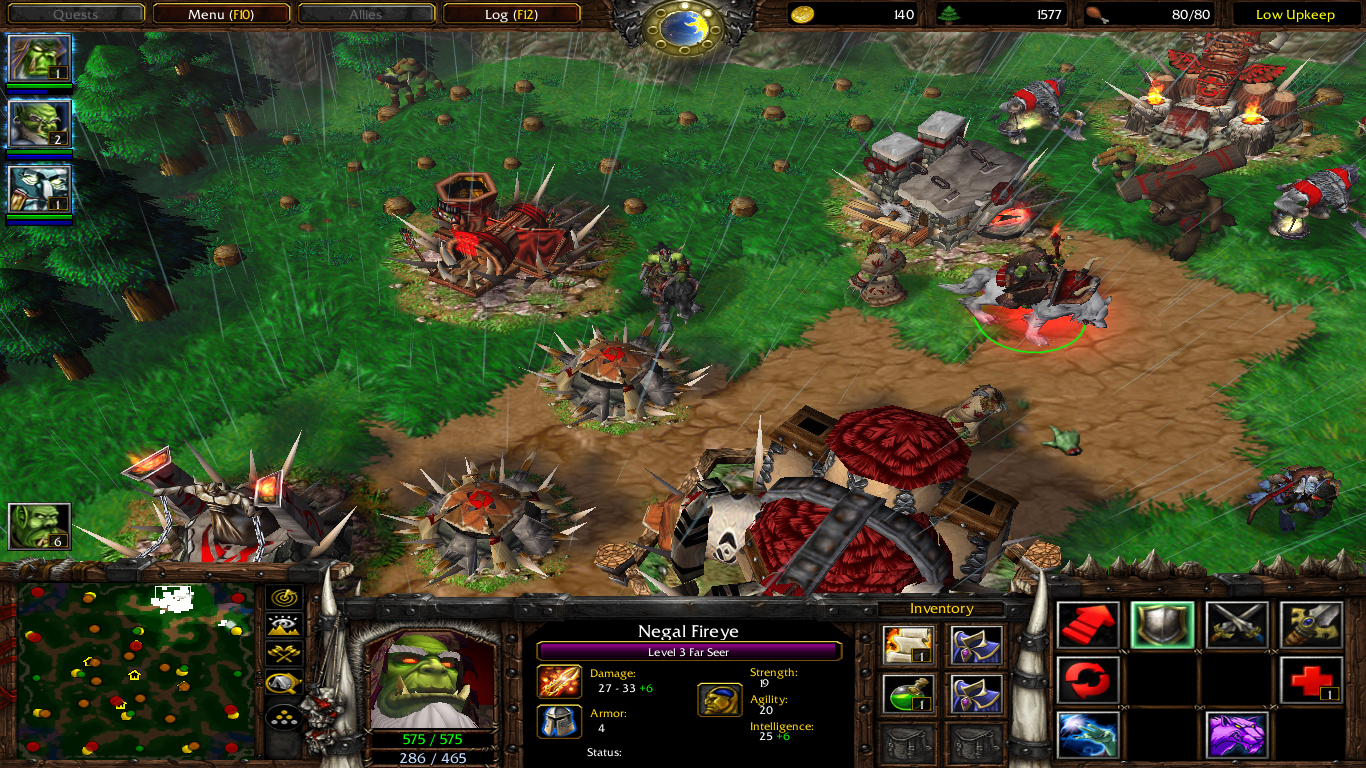 Quests Menu (F10) Allies Log (F12) 140 1577 80/80 Low Upkeep
1
2
1
6
Negal Fireye
Level 3 Far Seer
Damage:
27 - 33 +6
Armor:
4
Status:
Strength:
19
Agility:
20
Intelligence:
25 +6
575 / 575
286 / 465
Inventory
1
1
1